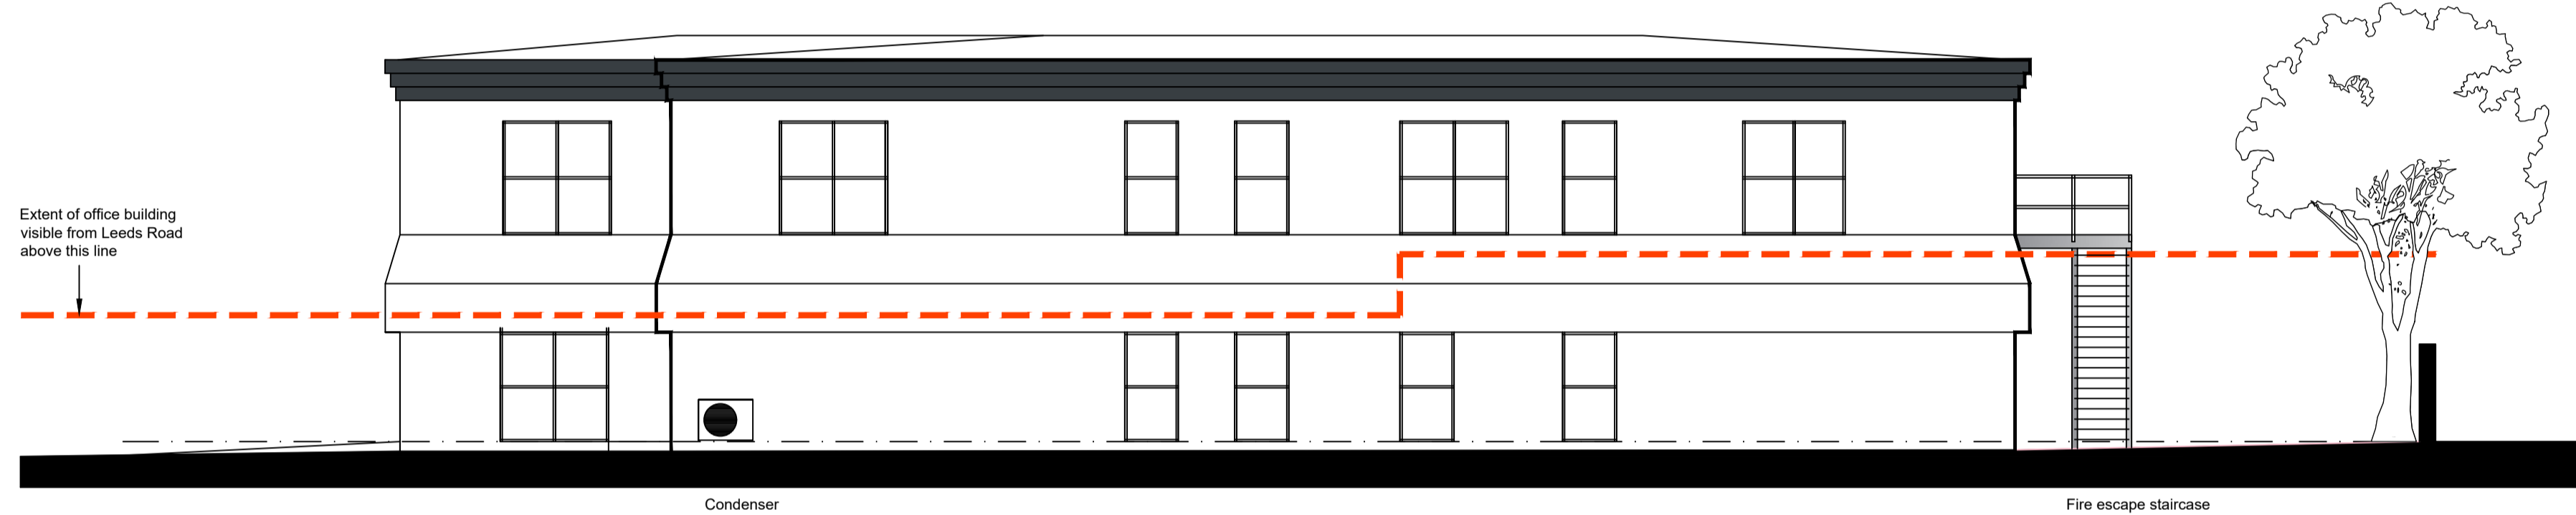 Extent of office building
visible from Leeds Road
above this line
Condenser
Fire escape staircase